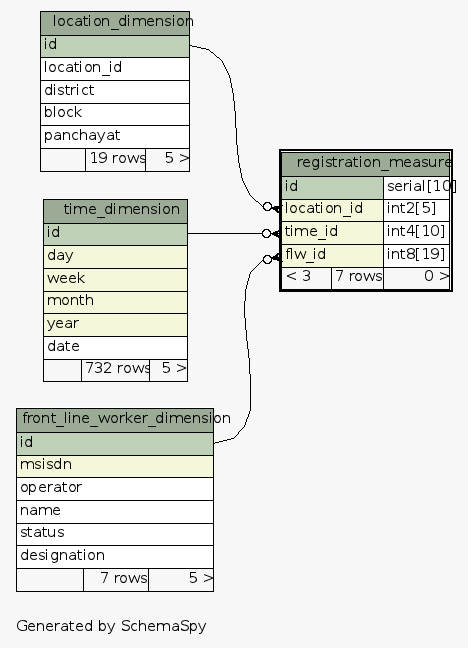 location_dimension
id
location_id
district
block
panchayat
19 rows 5 >
time_dimension
id
day
week
month
year
date
732 rows 5 >
front_line_worker_dimension
id
msisdn
operator
name
status
designation
7 rows 5 >
registration_measure
id serial[10]
location_id int2[5]
time_id int4[10]
flw_id int8[19]
< 3 7 rows 0 >
Generated by SchemaSpy